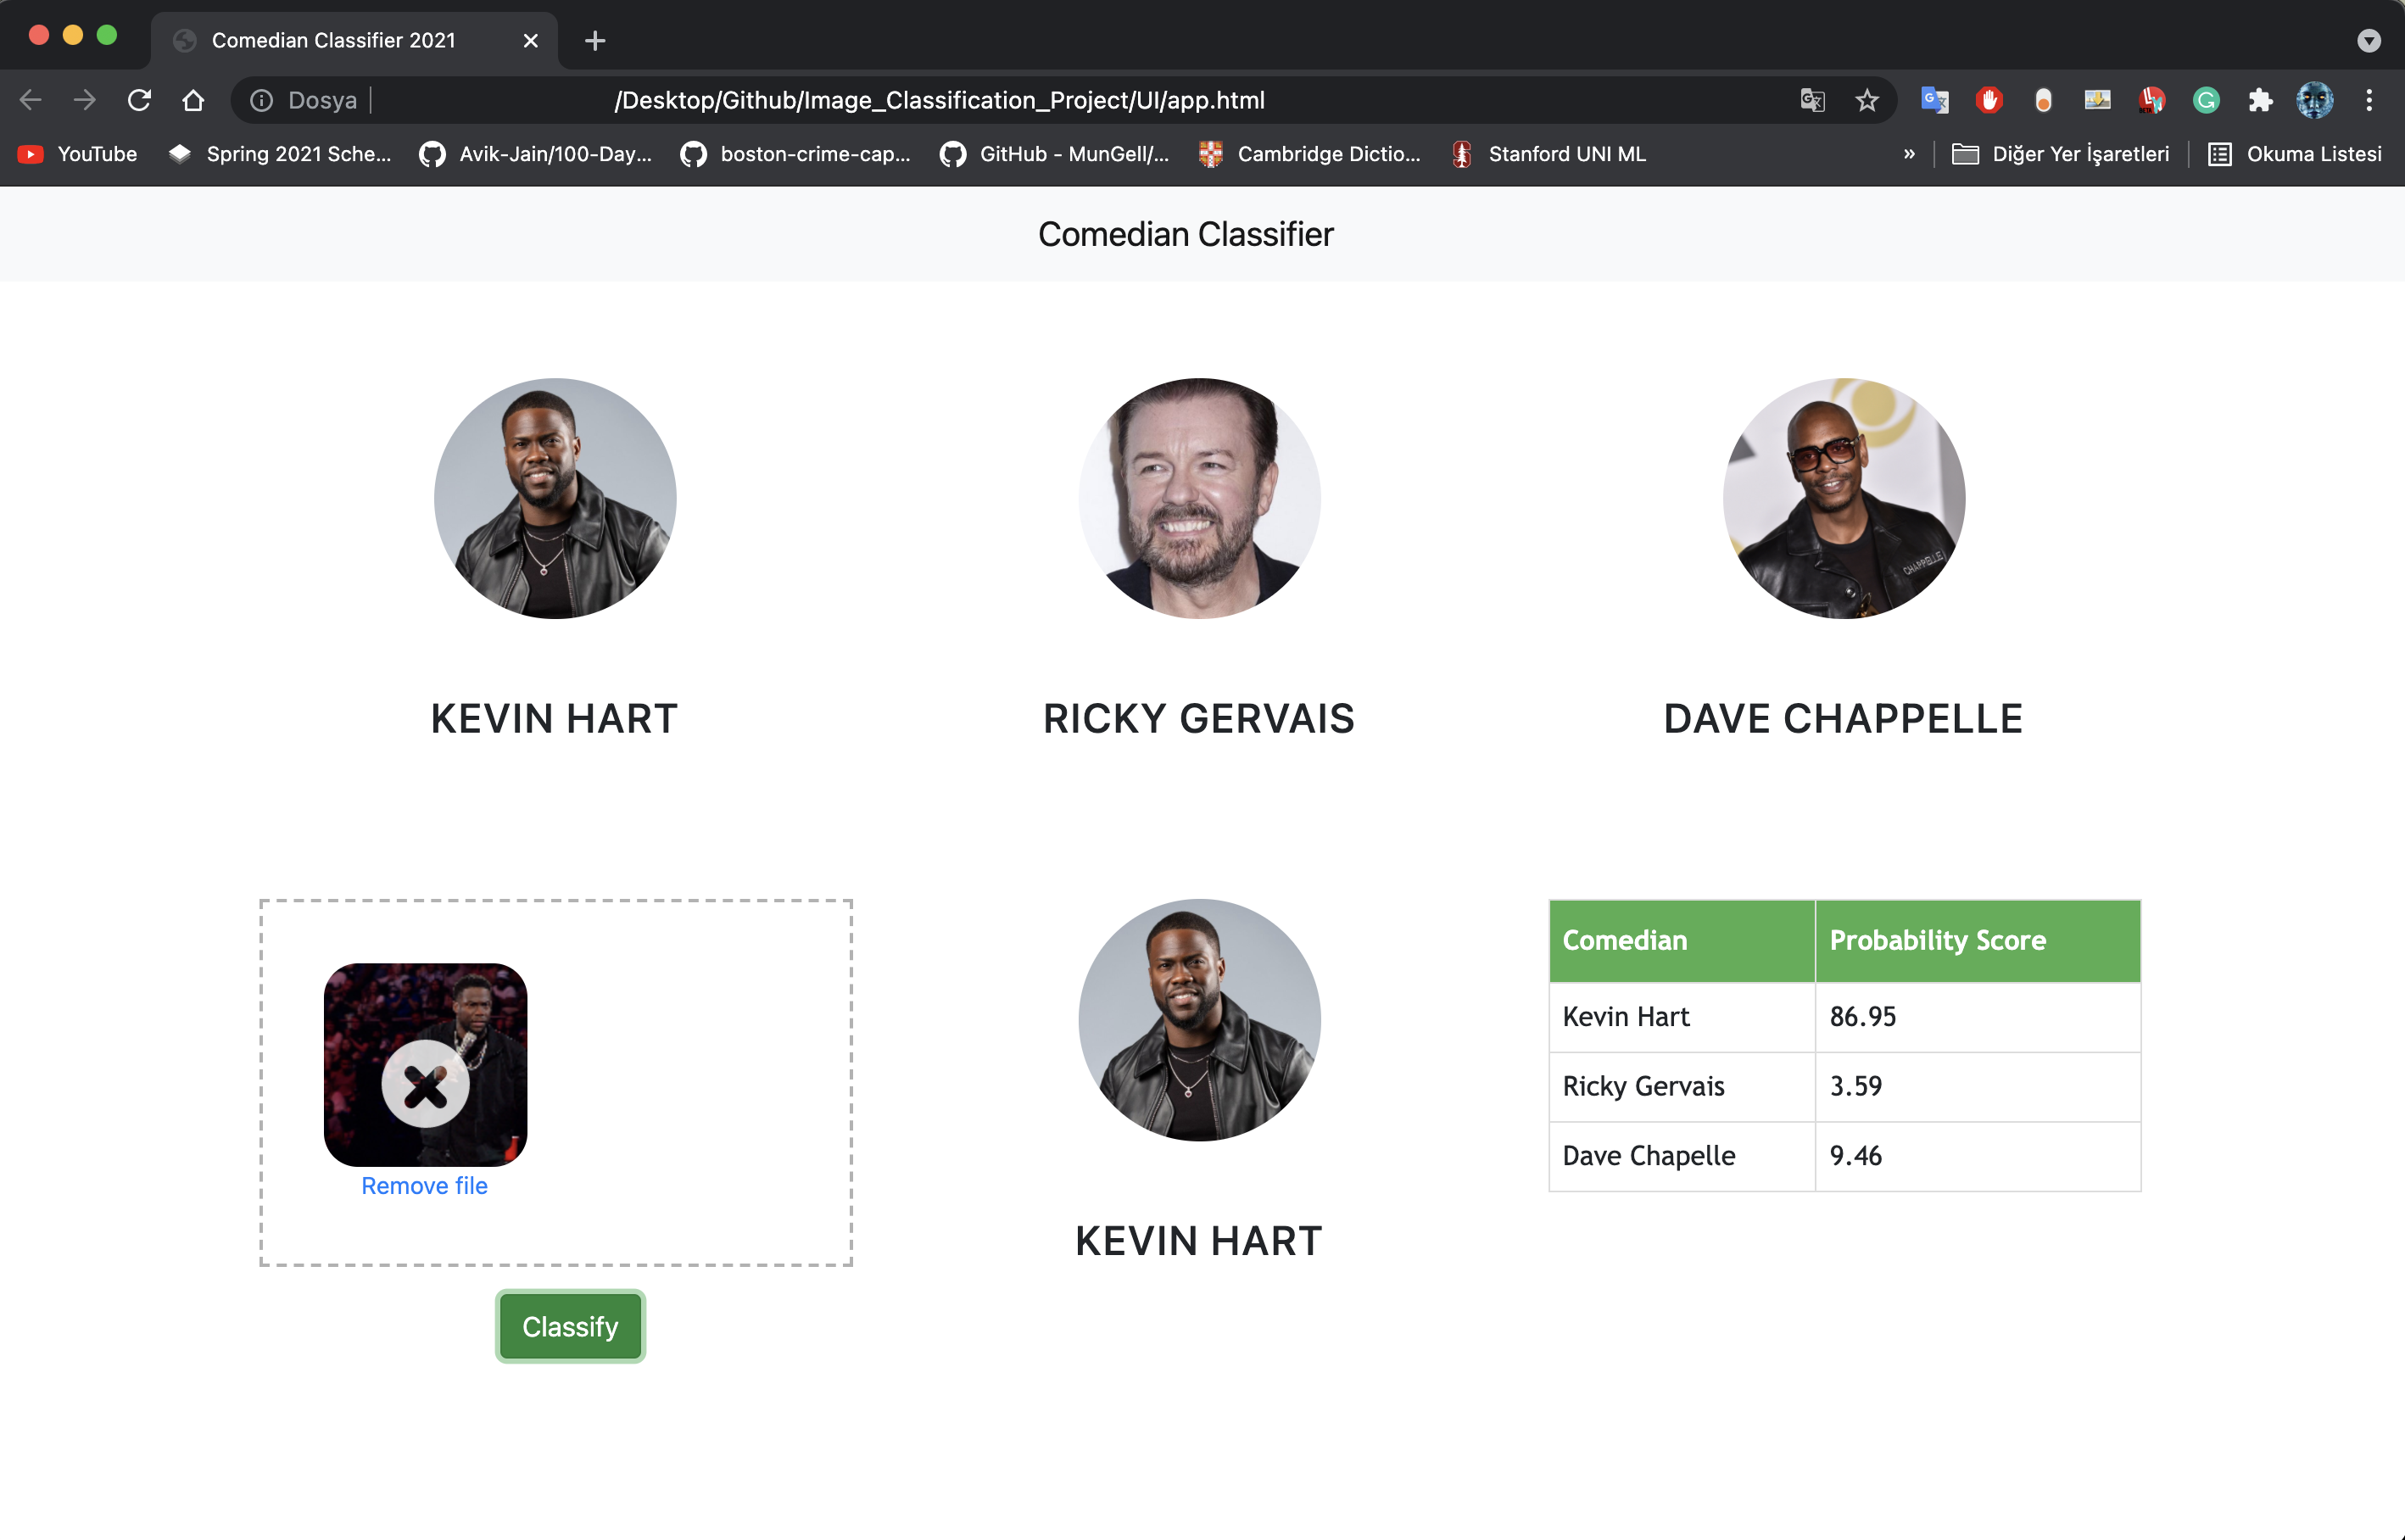 Comedian Classifier 2021
Dosya /Desktop/Github/Image_Classification_Project/UI/app.html
YouTube Spring 2021 Sche... Avik-Jain/100-Day... boston-crime-cap... GitHub - MunGell/... Cambridge Dictio... Stanford UNI ML » Diğer Yer İşaretleri Okuma Listesi
Comedian Classifier
CHAPPELLE
KEVIN HART RICKY GERVAIS DAVE CHAPPELLE
Comedian Probability Score
Kevin Hart 86.95
Ricky Gervais 3.59
Dave Chapelle 9.46
Remove file
KEVIN HART
Classify